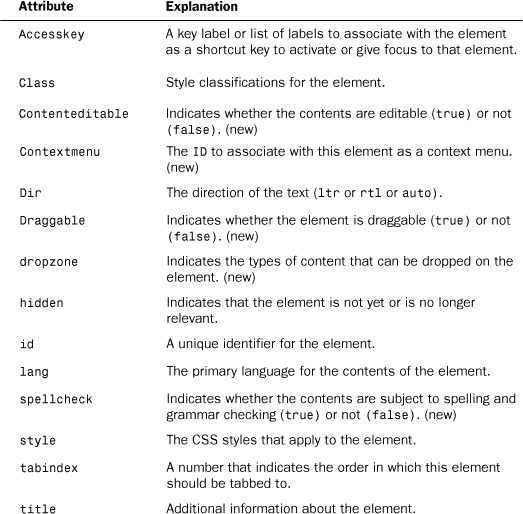 Attribute Explanation
Accesskey A key label or list of labels to associate with the element
as a shortcut key to activate or give focus to that element.
Class Style classifications for the element.
Contenteditable Indicates whether the contents are editable (true) or not
(false). (new)
Contextmenu The ID to associate with this element as a context menu.
(new)
Dir The direction of the text (ltr or rtl or auto).
Draggable Indicates whether the element is draggable (true) or not
(false). (new)
dropzone Indicates the types of content that can be dropped on the
element. (new)
hidden Indicates that the element is not yet or is no longer
relevant.
id A unique identifier for the element.
lang The primary language for the contents of the element.
spellcheck Indicates whether the contents are subject to spelling and
grammar checking (true) or not (false). (new)
style The CSS styles that apply to the element.
tabindex A number that indicates the order in which this element
should be tabbed to.
title Additional information about the element.